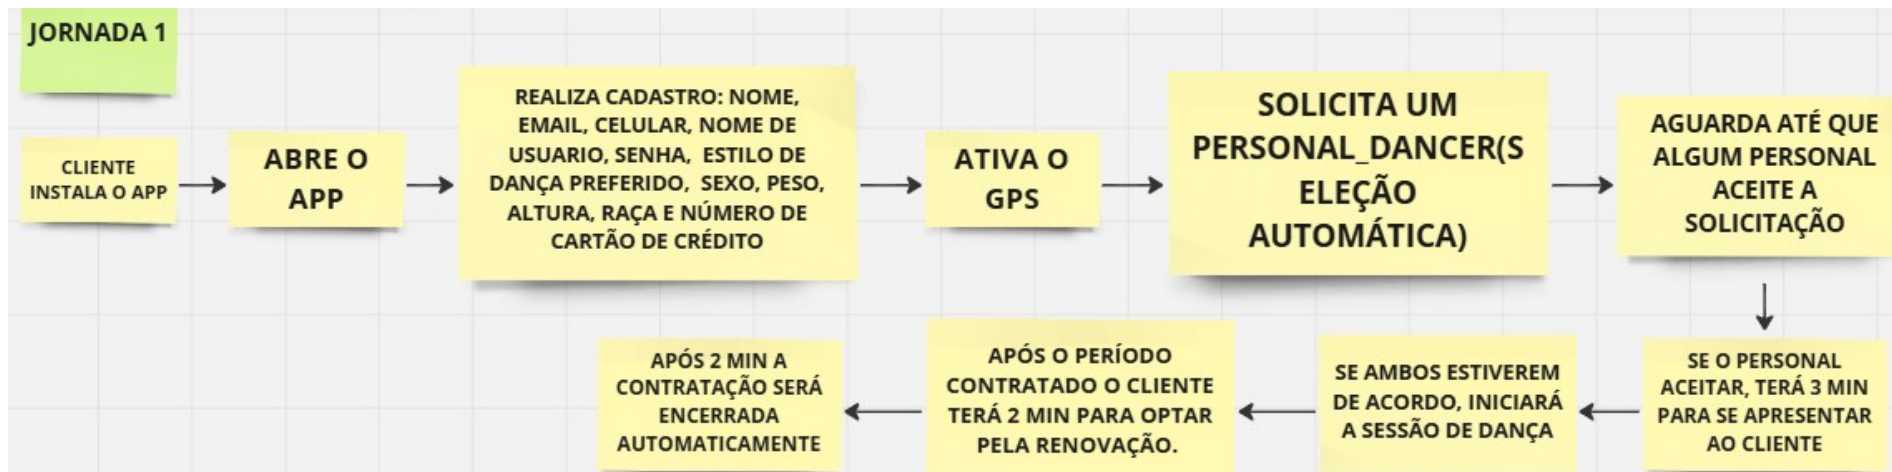 JORNADA 1
CLIENTE
INSTALA O APP
ABRE O
APP
REALIZA CADASTRO: NOME,
EMAIL, CELULAR, NOME DE
USUARIO, SENHA, ESTILO DE
DANÇA PREFERIDO, SEXO, PESO,
ALTURA, RAÇA E NÚMERO DE
CARTÃO DE CRÉDITO
ATIVA O
GPS
SOLICITA UM
PERSONAL_DANCER(S
ELEÇÃO
AUTOMÁTICA)
AGUARDA ATÉ QUE
ALGUM PERSONAL
ACEITE A
SOLICITAÇÃO
SE O PERSONAL
ACEITAR, TERÁ 3 MIN
PARA SE APRESENTAR
AO CLIENTE
SE AMBOS ESTIVEREM
DE ACORDO, INICIARÁ
A SESSÃO DE DANÇA
APÓS O PERÍODO
CONTRATADO O CLIENTE
TERÁ 2 MIN PARA OPTAR
PELA RENOVAÇÃO.
APÓS 2 MIN A
CONTRATAÇÃO SERÁ
ENCERRADA
AUTOMATICAMENTE